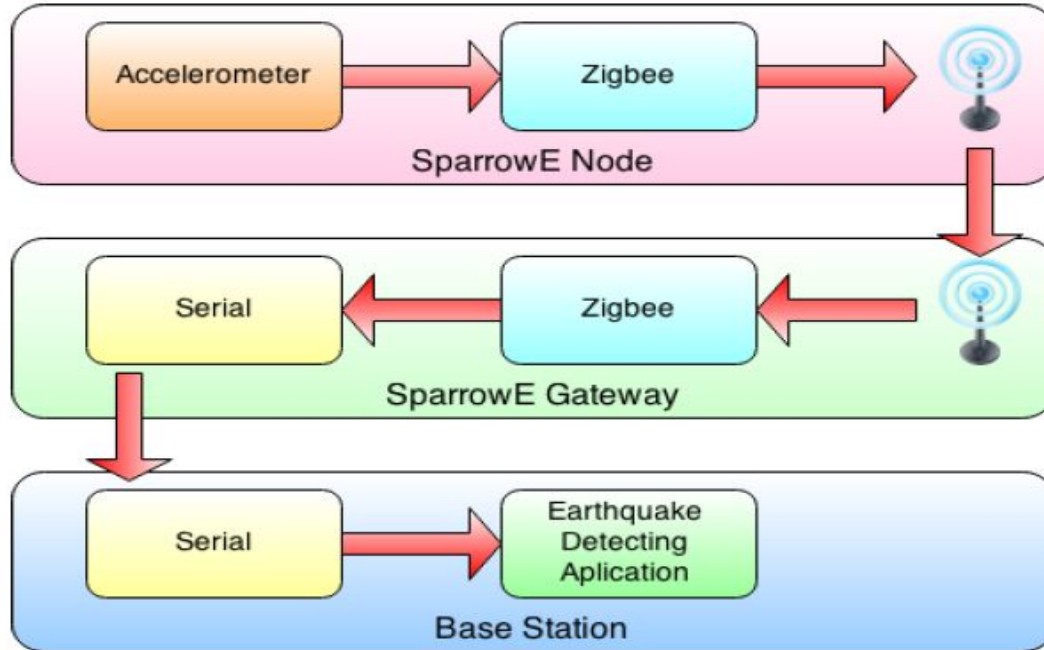 Accelerometer
Zigbee
SparrowE Node
Serial
Zigbee
SparrowE Gateway
Serial
Earthquake
Detecting
Aplication
Base Station